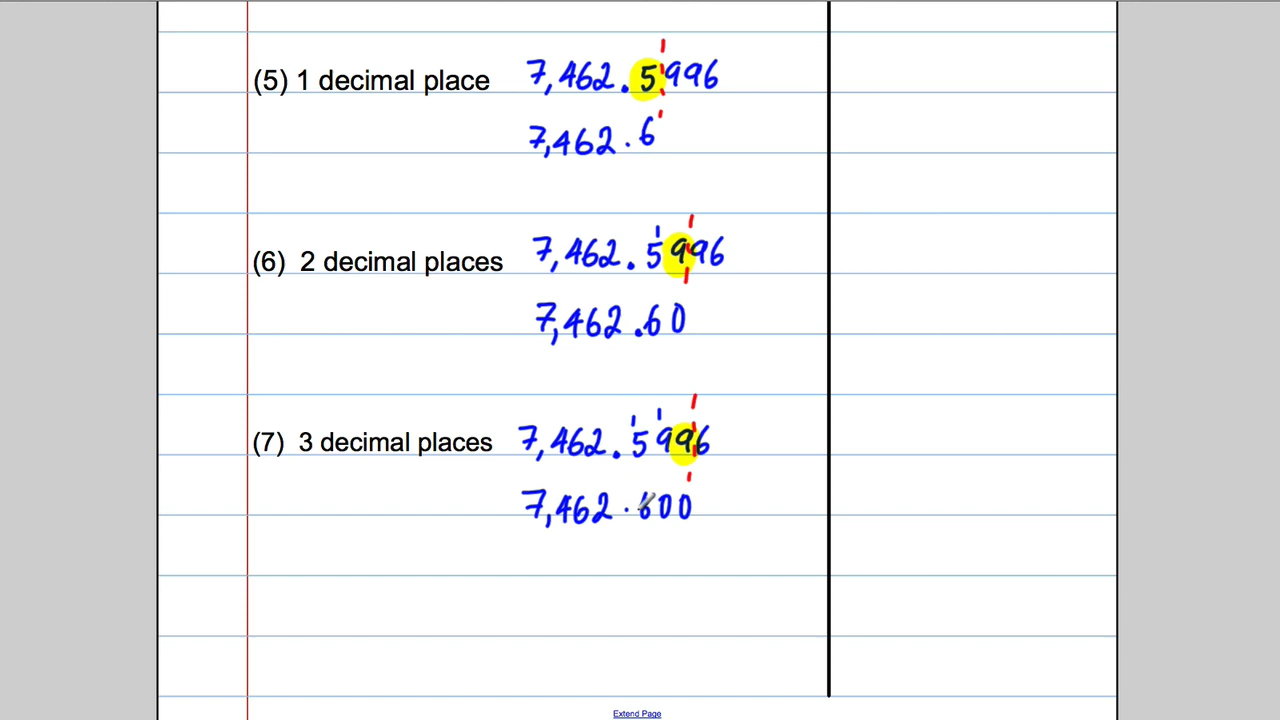 (5) 1 decimal place 7,462.5996
7,462.6
(6) 2 decimal places 7,462.5996
7,462.60
(7) 3 decimal places 7,462.5996
7,462.600
Extend Page